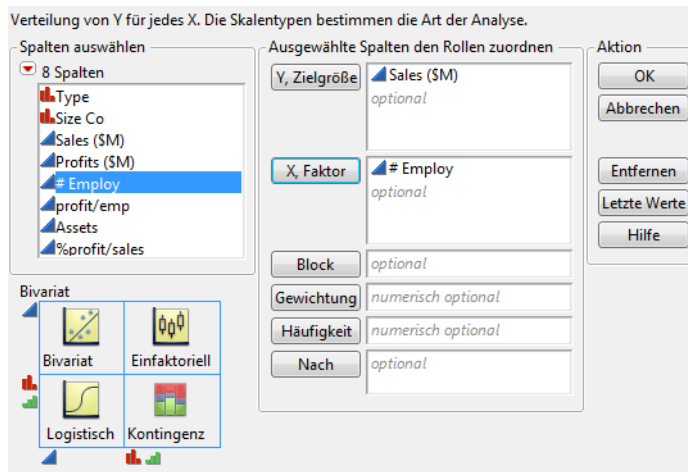 Verteilung von Y für jedes X. Die Skalentypen bestimmen die Art der Analyse.
Spalten auswählen
8 Spalten
Type
Size Co
Sales ($M)
Profits ($M)
# Employ
profit/emp
Assets
%profit/sales
Ausgewählte Spalten den Rollen zuordnen
Y, Zielgröße
Sales ($M)
optional
X, Faktor
# Employ
optional
Block
optional
Gewichtung
numerisch optional
Häufigkeit
numerisch optional
Nach
optional
Aktion
OK
Abbrechen
Entfernen
Letzte Werte
Hilfe
Bivariat
Bivariat
Einfaktoriell
Logistisch
Kontingenz